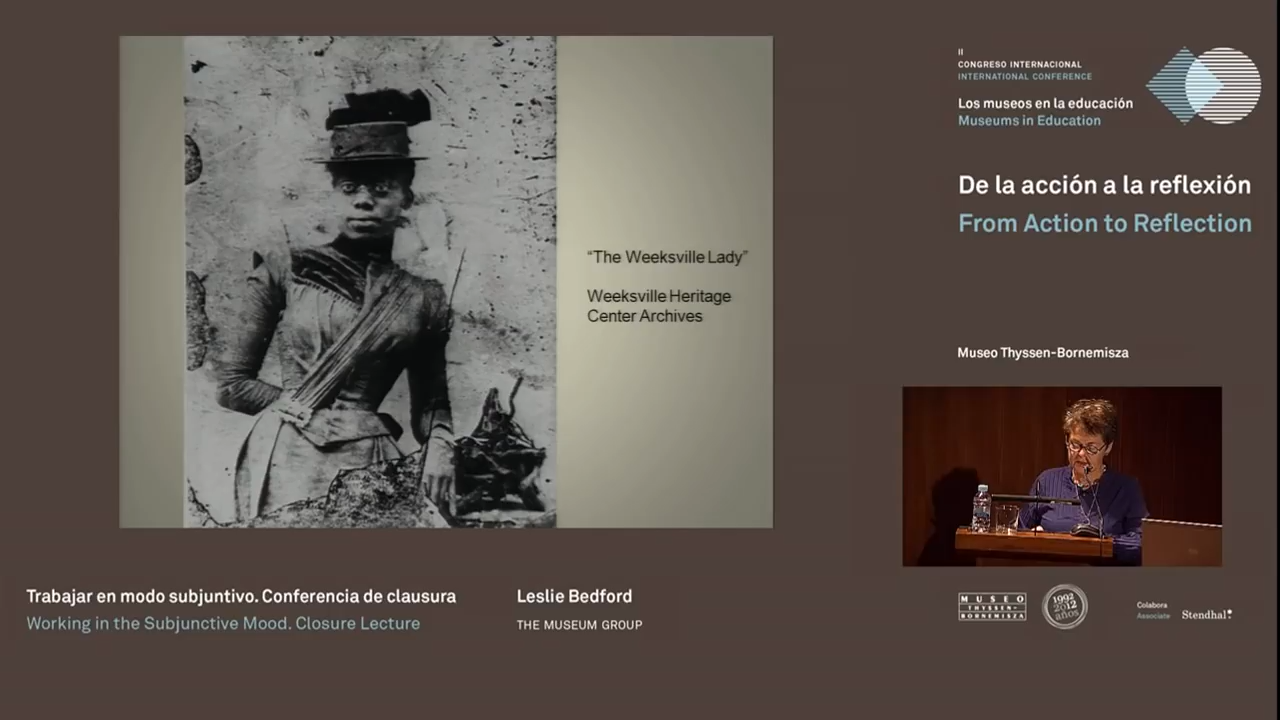 “The Weeksville Lady”
Weeksville Heritage
Center Archives
II
CONGRESO INTERNACIONAL
INTERNATIONAL CONFERENCE
Los museos en la educación
Museums in Education
De la acción a la reflexión
From Action to Reflection
Museo Thyssen-Bornemisza
Trabajar en modo subjuntivo. Conferencia de clausura
Working in the Subjunctive Mood. Closure Lecture
Leslie Bedford
THE MUSEUM GROUP
MUSEO
THYSSEN-
BORNEMISZA
1992
2012
años
Colabora
Associate
Stendhal: